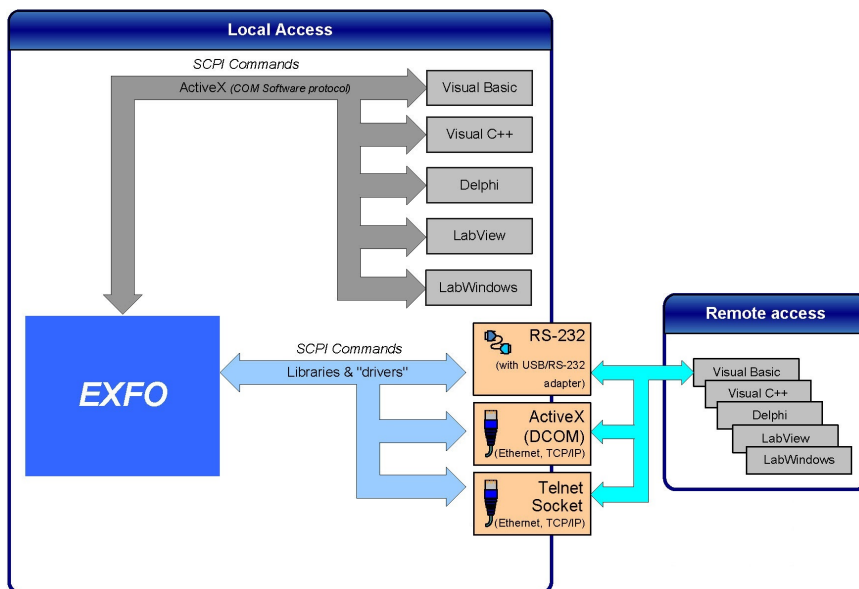 Local Access
SCPI Commands
ActiveX (COM Software protocol)
Visual Basic
Visual C++
Delphi
LabView
LabWindows
EXFO
SCPI Commands
Libraries & "drivers"
RS-232
(with USB/RS-232
adapter)
ActiveX
(DCOM)
(Ethernet, TCP/IP)
Telnet
Socket
(Ethernet, TCP/IP)
Remote access
Visual Basic
Visual C++
Delphi
LabView
LabWindows